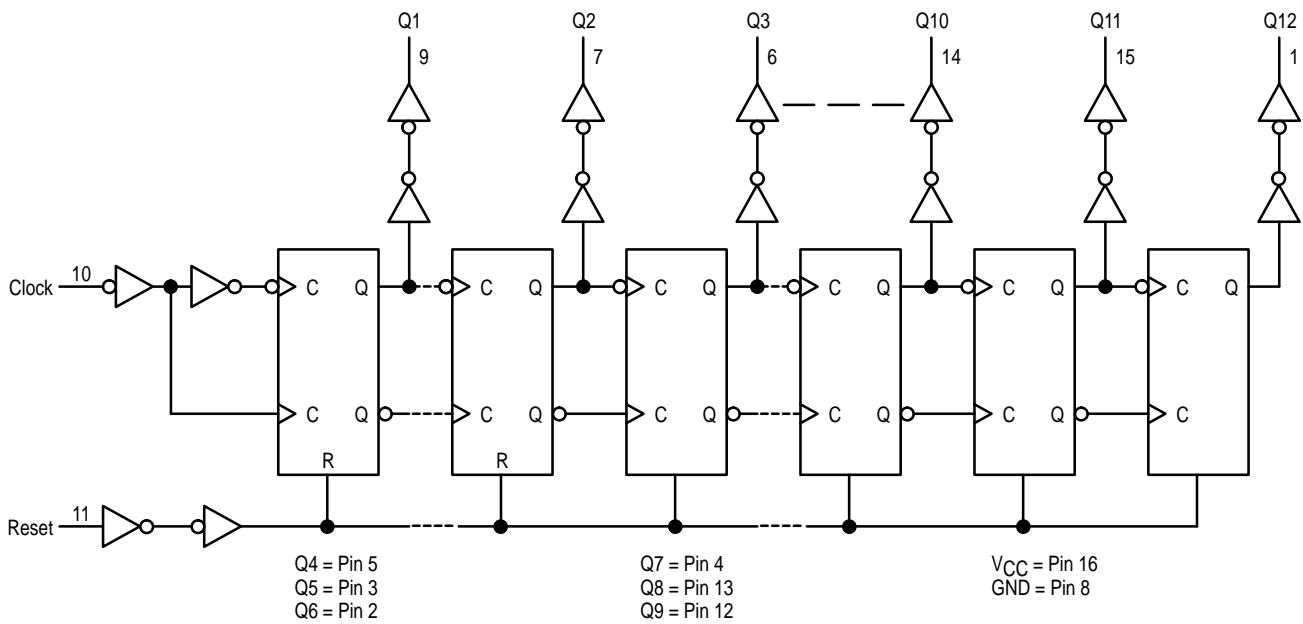 Q1 Q2 Q3 Q10 Q11 Q12
9 7 6 14 15 1
Clock 10 C Q C Q C Q C Q C Q C Q
C Q C Q C Q C Q C Q C
R R
Reset 11
Q4 = Pin 5 Q7 = Pin 4 VCC = Pin 16
Q5 = Pin 3 Q8 = Pin 13 GND = Pin 8
Q6 = Pin 2 Q9 = Pin 12